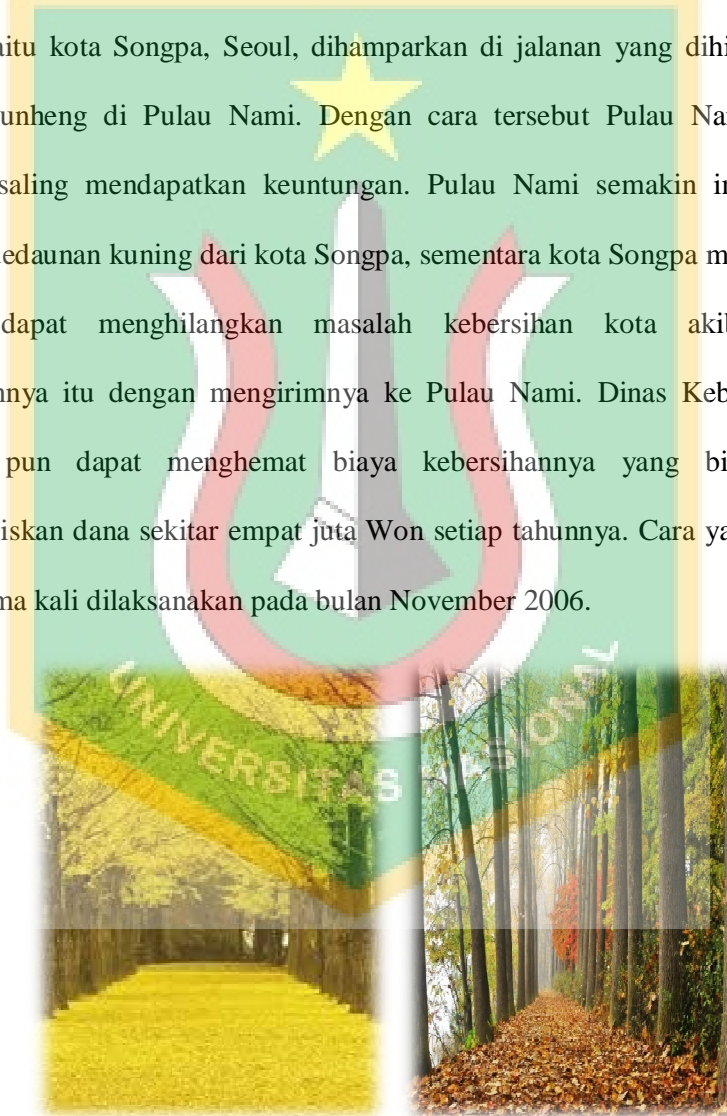 aitu kota Songpa, Seoul, dihamparkan di jalanan yang dihi
unheng di Pulau Nami. Dengan cara tersebut Pulau Na
saling mendapatkan keuntungan. Pulau Nami semakin in
edaunan kuning dari kota Songpa, sementara kota Songpa m
dapat menghilangkan masalah kebersihan kota akib
nnya itu dengan mengirimnya ke Pulau Nami. Dinas Keb
pun dapat menghemat biaya kebersihannya yang bi
iskan dana sekitar empat juta Won setiap tahunnya. Cara ya
ma kali dilaksanakan pada bulan November 2006.
UNIVERSITAS NASIONAL